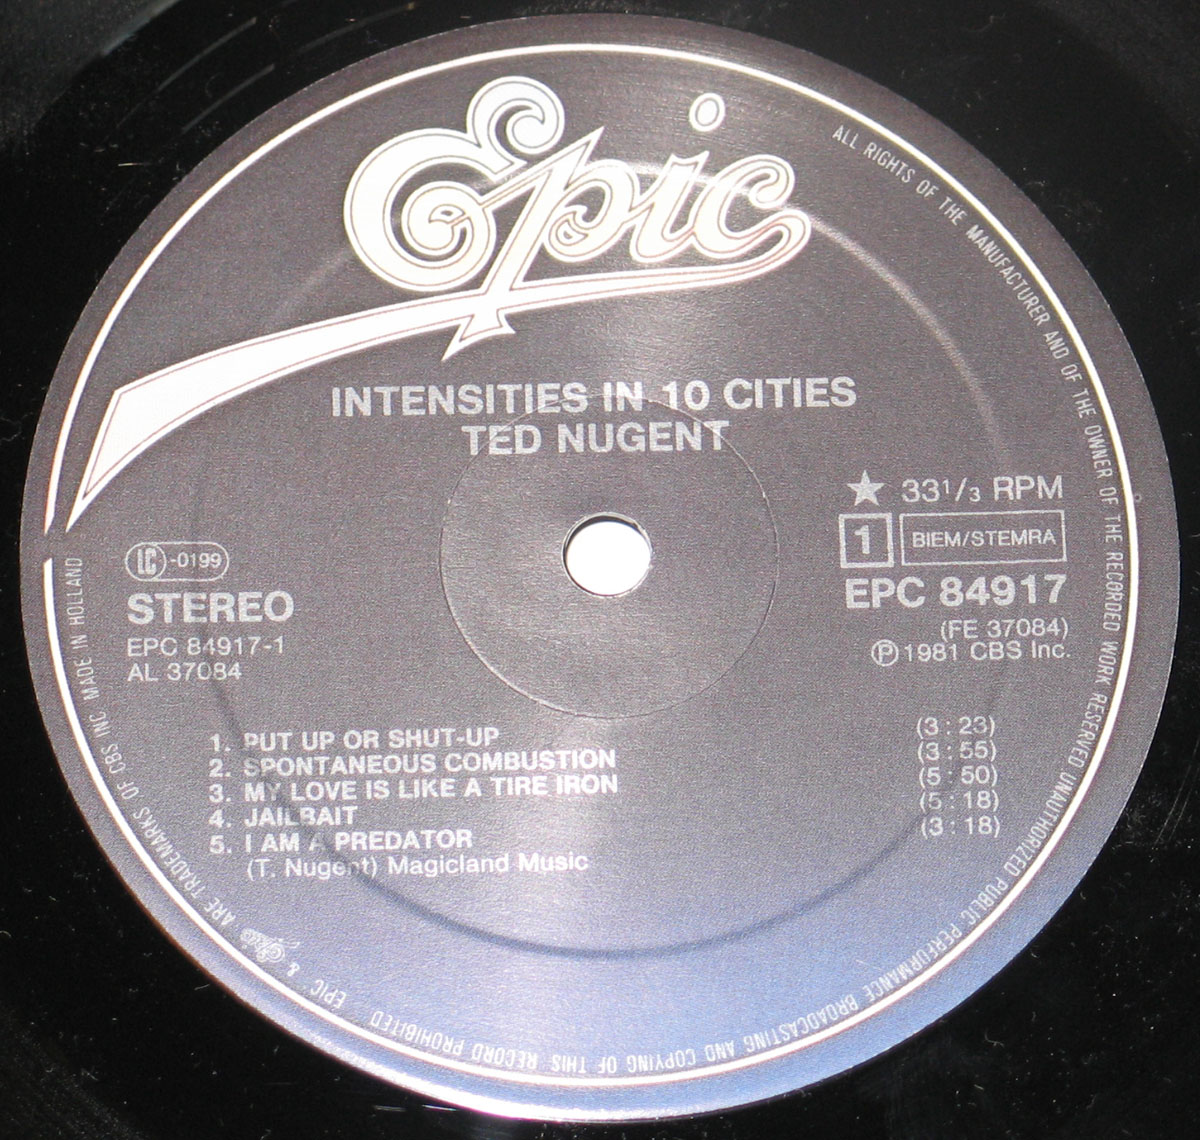 Epic
INTENSITIES IN 10 CITIES
TED NUGENT
★ 33 1/3 RPM
1 BIEM/STEMRA
EPC 84917
(FE 37084)
Ⓟ 1981 CBS Inc.
LC -0199
STEREO
EPC 84917-1
AL 37084
1. PUT UP OR SHUT-UP (3 : 23)
2. SPONTANEOUS COMBUSTION (3 : 55)
3. MY LOVE IS LIKE A TIRE IRON (5 : 50)
4. JAILBAIT (5 : 18)
5. I AM A PREDATOR (3 : 18)
(T. Nugent) Magicland Music
ALL RIGHTS OF THE MANUFACTURER AND OF THE OWNER OF THE RECORDED WORK RESERVED UNAUTHORIZED PUBLIC PERFORMANCE BROADCASTING AND COPYING OF THIS RECORD PROHIBITED
EPIC & Epic ARE TRADEMARKS OF CBS INC MADE IN HOLLAND